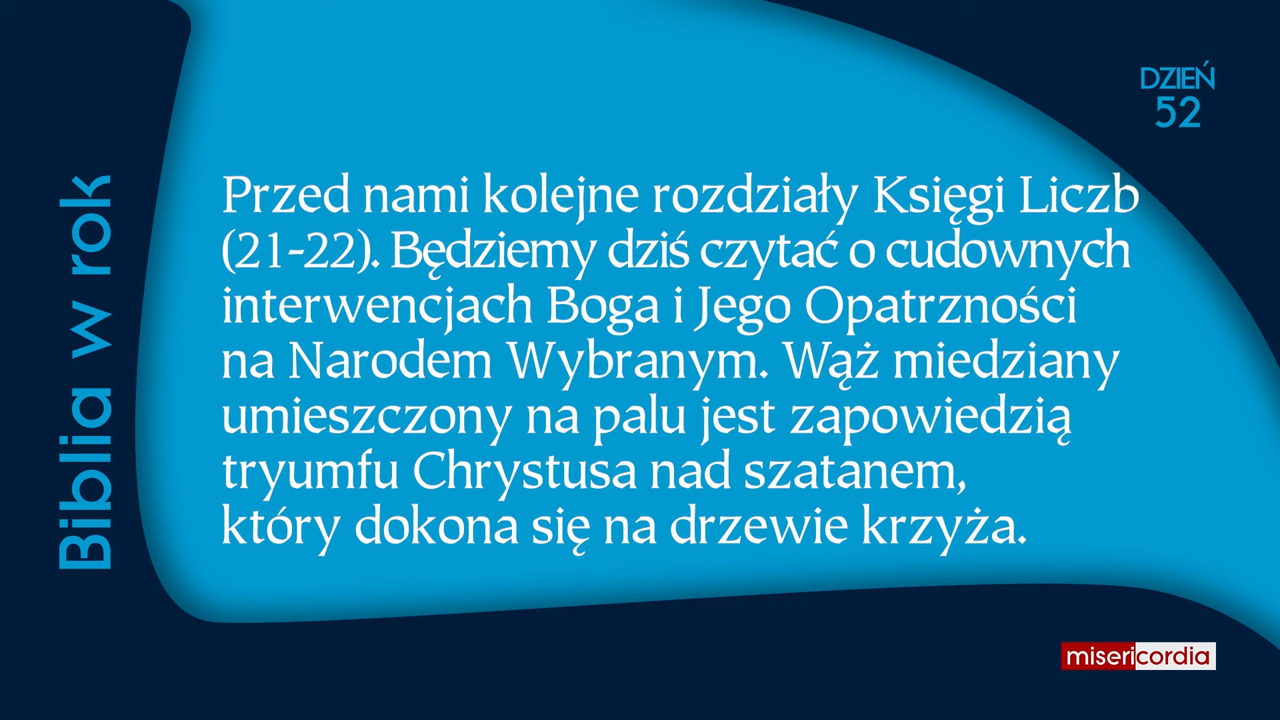 DZIEŃ
52
Biblia w rok
Przed nami kolejne rozdziały Księgi Liczb
(21-22). Będziemy dziś czytać o cudownych
interwencjach Boga i Jego Opatrzności
na Narodem Wybranym. Wąż miedziany
umieszczony na palu jest zapowiedzią
tryumfu Chrystusa nad szatanem,
który dokona się na drzewie krzyża.
misericordia